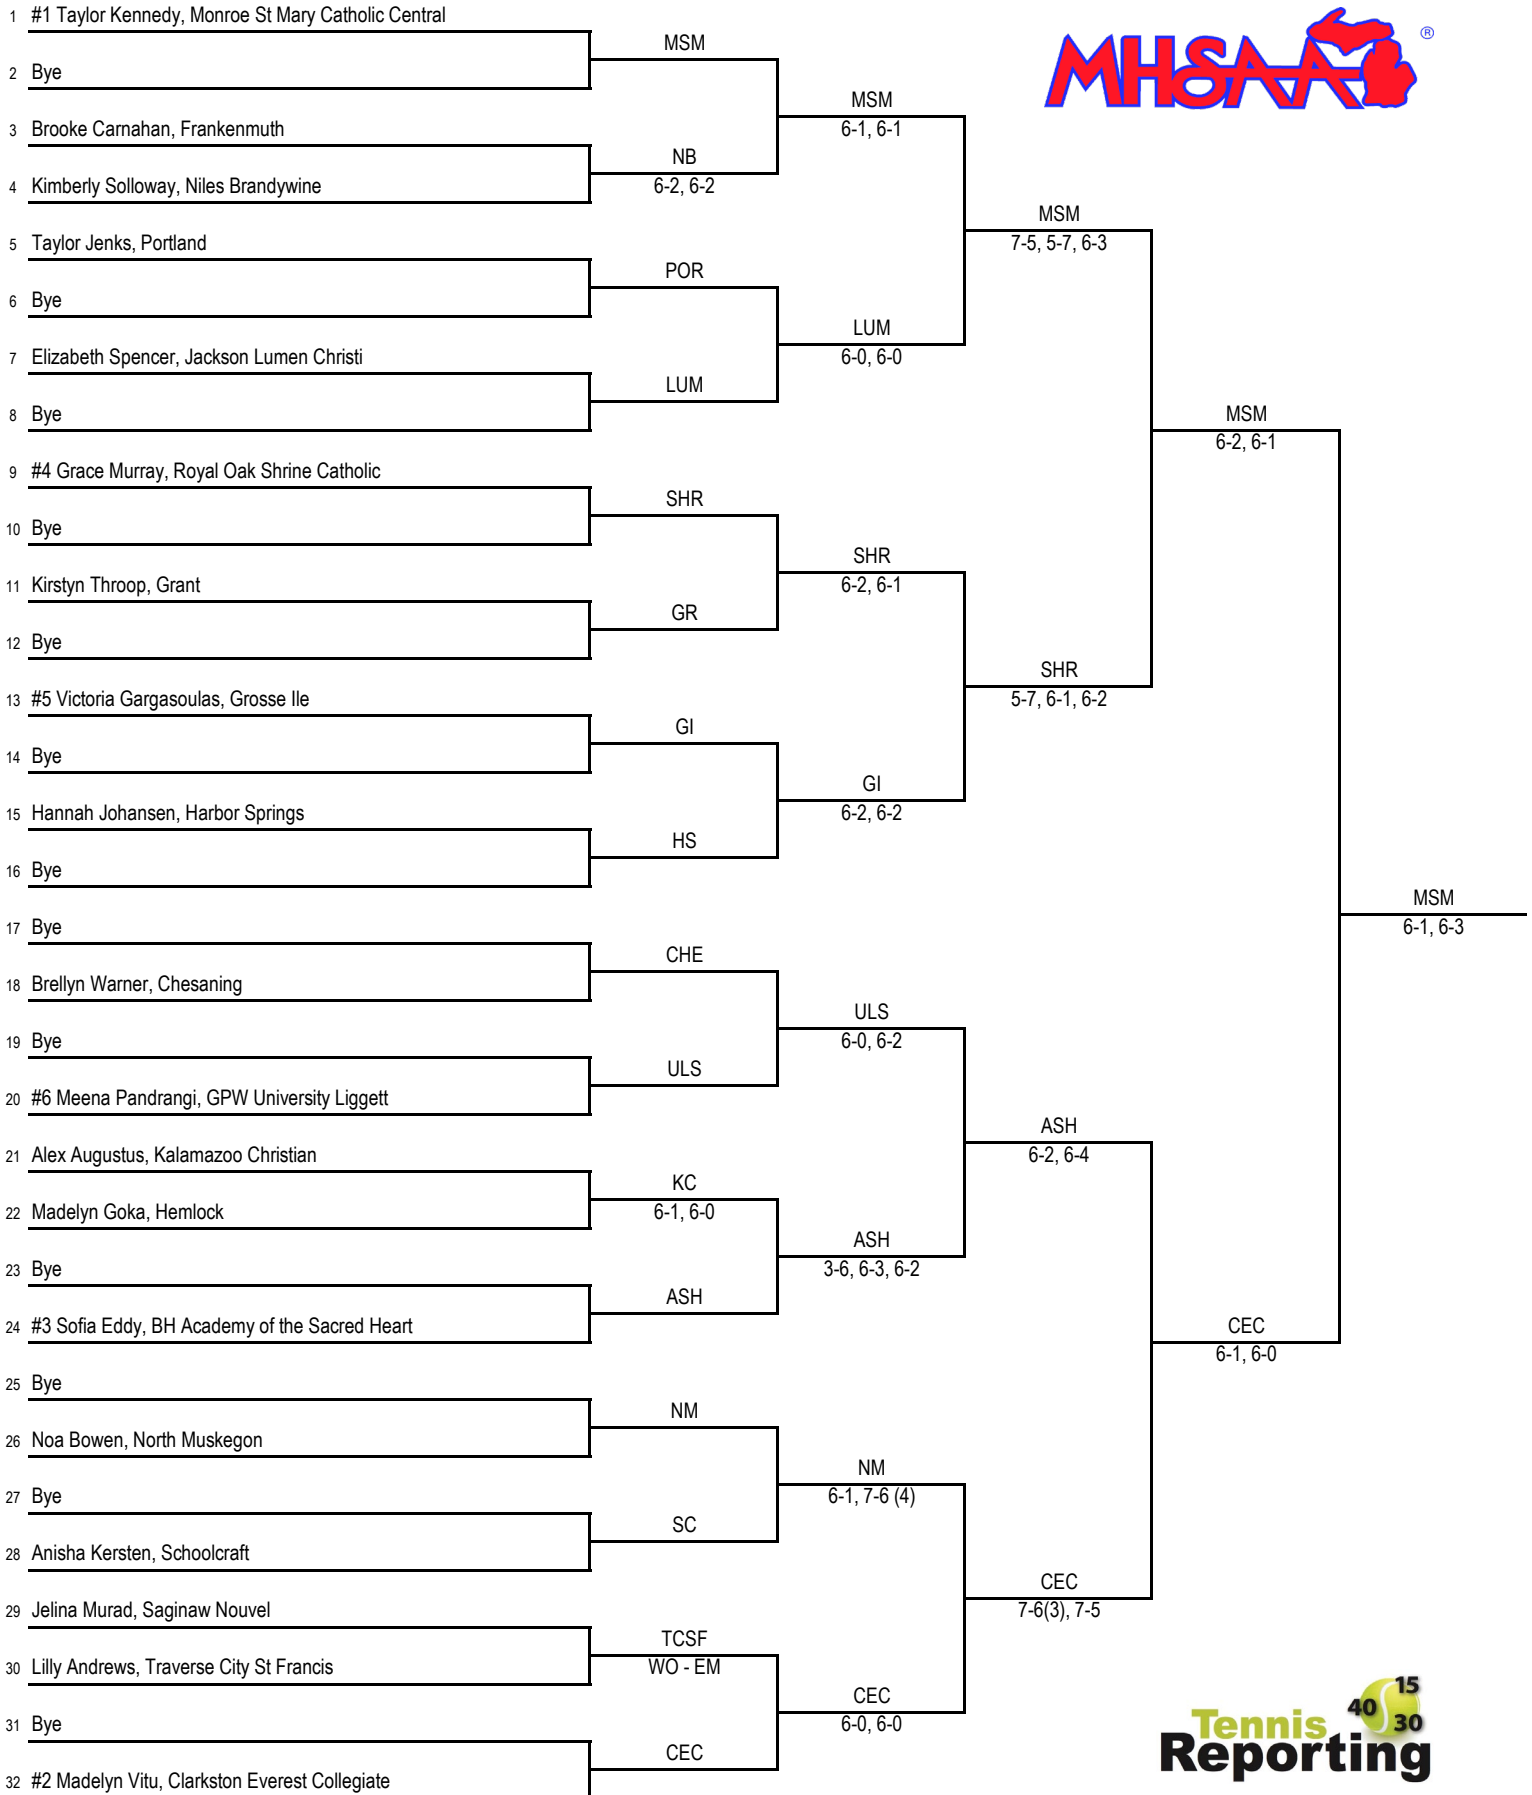 1 #1 Taylor Kennedy, Monroe St Mary Catholic Central
2 Bye
3 Brooke Carnahan, Frankenmuth
4 Kimberly Solloway, Niles Brandywine
5 Taylor Jenks, Portland
6 Bye
7 Elizabeth Spencer, Jackson Lumen Christi
8 Bye
9 #4 Grace Murray, Royal Oak Shrine Catholic
10 Bye
11 Kirstyn Throop, Grant
12 Bye
13 #5 Victoria Gargasoulas, Grosse Ile
14 Bye
15 Hannah Johansen, Harbor Springs
16 Bye
17 Bye
18 Brellyn Warner, Chesaning
19 Bye
20 #6 Meena Pandrangi, GPW University Liggett
21 Alex Augustus, Kalamazoo Christian
22 Madelyn Goka, Hemlock
23 Bye
24 #3 Sofia Eddy, BH Academy of the Sacred Heart
25 Bye
26 Noa Bowen, North Muskegon
27 Bye
28 Anisha Kersten, Schoolcraft
29 Jelina Murad, Saginaw Nouvel
30 Lilly Andrews, Traverse City St Francis
31 Bye
32 #2 Madelyn Vitu, Clarkston Everest Collegiate
MSM
NB
6-2, 6-2
POR
LUM
SHR
GR
GI
HS
CHE
ULS
KC
6-1, 6-0
ASH
NM
SC
TCSF
WO - EM
CEC
MSM
6-1, 6-1
LUM
6-0, 6-0
SHR
6-2, 6-1
GI
6-2, 6-2
ULS
6-0, 6-2
ASH
3-6, 6-3, 6-2
NM
6-1, 7-6 (4)
CEC
6-0, 6-0
MSM
7-5, 5-7, 6-3
SHR
5-7, 6-1, 6-2
ASH
6-2, 6-4
CEC
7-6(3), 7-5
MSM
6-2, 6-1
CEC
6-1, 6-0
MSM
6-1, 6-3
MHSAA ®
Tennis
Reporting
40 15
30